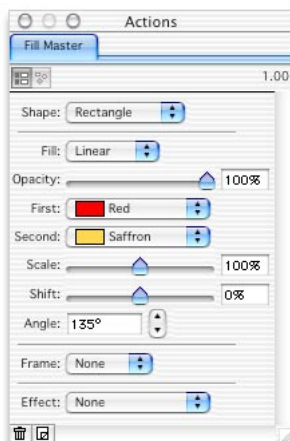 Actions
Fill Master
1.00
Shape: Rectangle
Fill: Linear
Opacity: 100%
First: Red
Second: Saffron
Scale: 100%
Shift: 0%
Angle: 135°
Frame: None
Effect: None